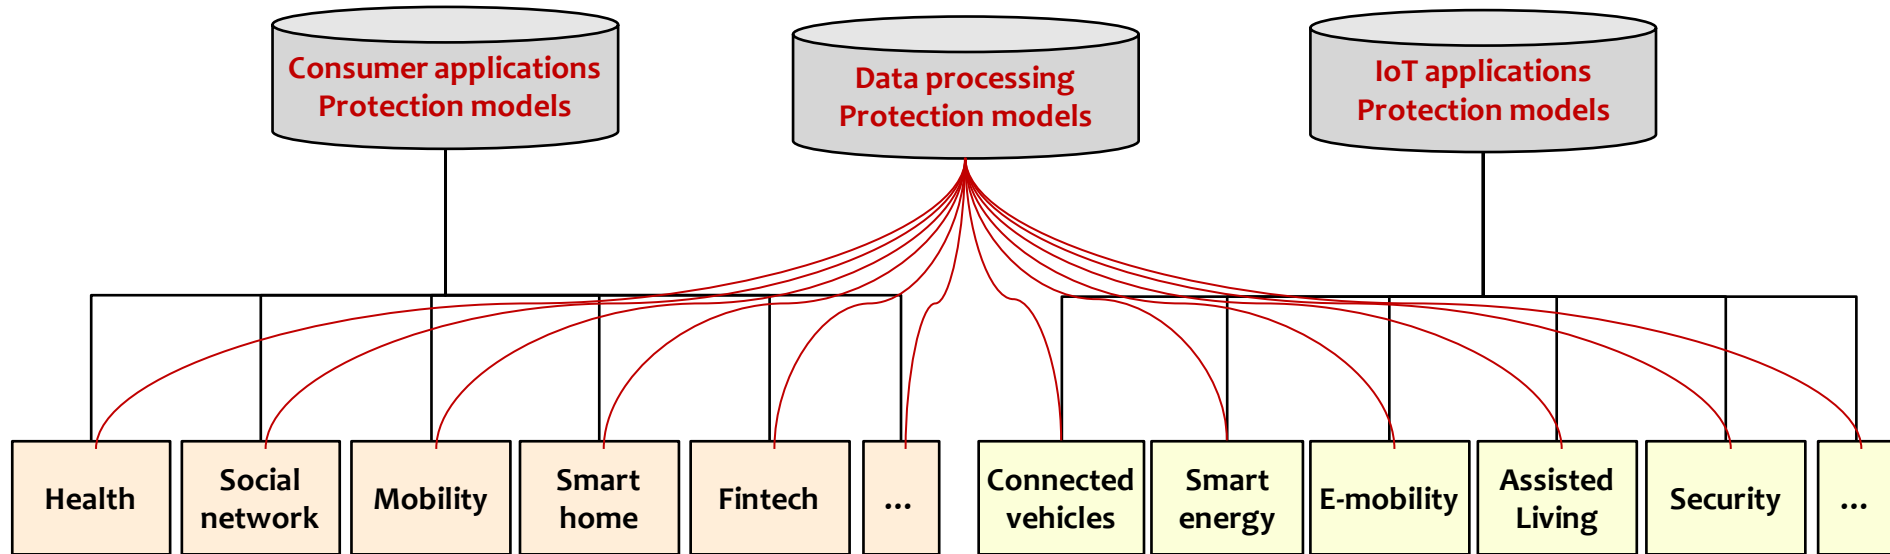 Consumer applications
Protection models
Data processing
Protection models
IoT applications
Protection models
Health
Social
network
Mobility
Smart
home
Fintech
...
Connected
vehicles
Smart
energy
E-mobility
Assisted
Living
Security
...